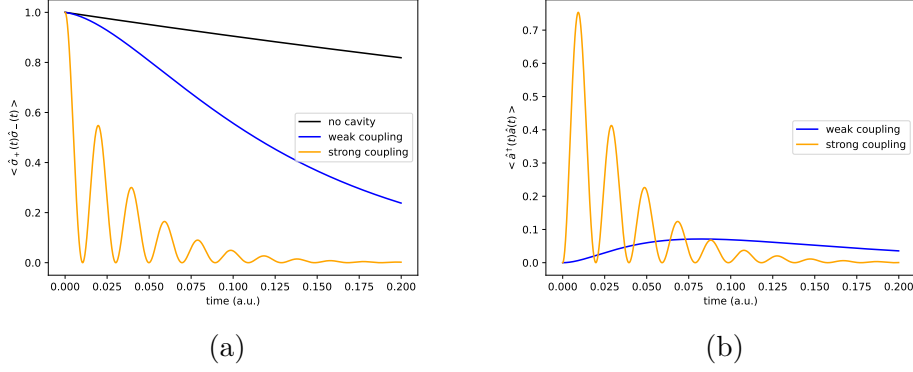 1.0
0.8
0.6
0.4
0.2
0.0
< σ̂₊(t)σ̂₋(t) >
no cavity
weak coupling
strong coupling
0.000 0.025 0.050 0.075 0.100 0.125 0.150 0.175 0.200
time (a.u.)
(a)
0.7
0.6
0.5
0.4
0.3
0.2
0.1
0.0
< â†(t)â(t) >
weak coupling
strong coupling
0.000 0.025 0.050 0.075 0.100 0.125 0.150 0.175 0.200
time (a.u.)
(b)